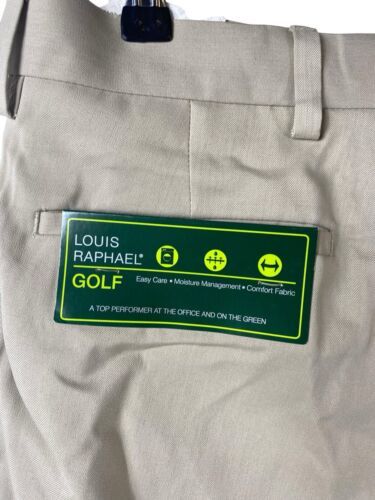 LOUIS
RAPHAEL®
GOLF
Easy Care • Moisture Management • Comfort Fabric
A TOP PERFORMER AT THE OFFICE AND ON THE GREEN